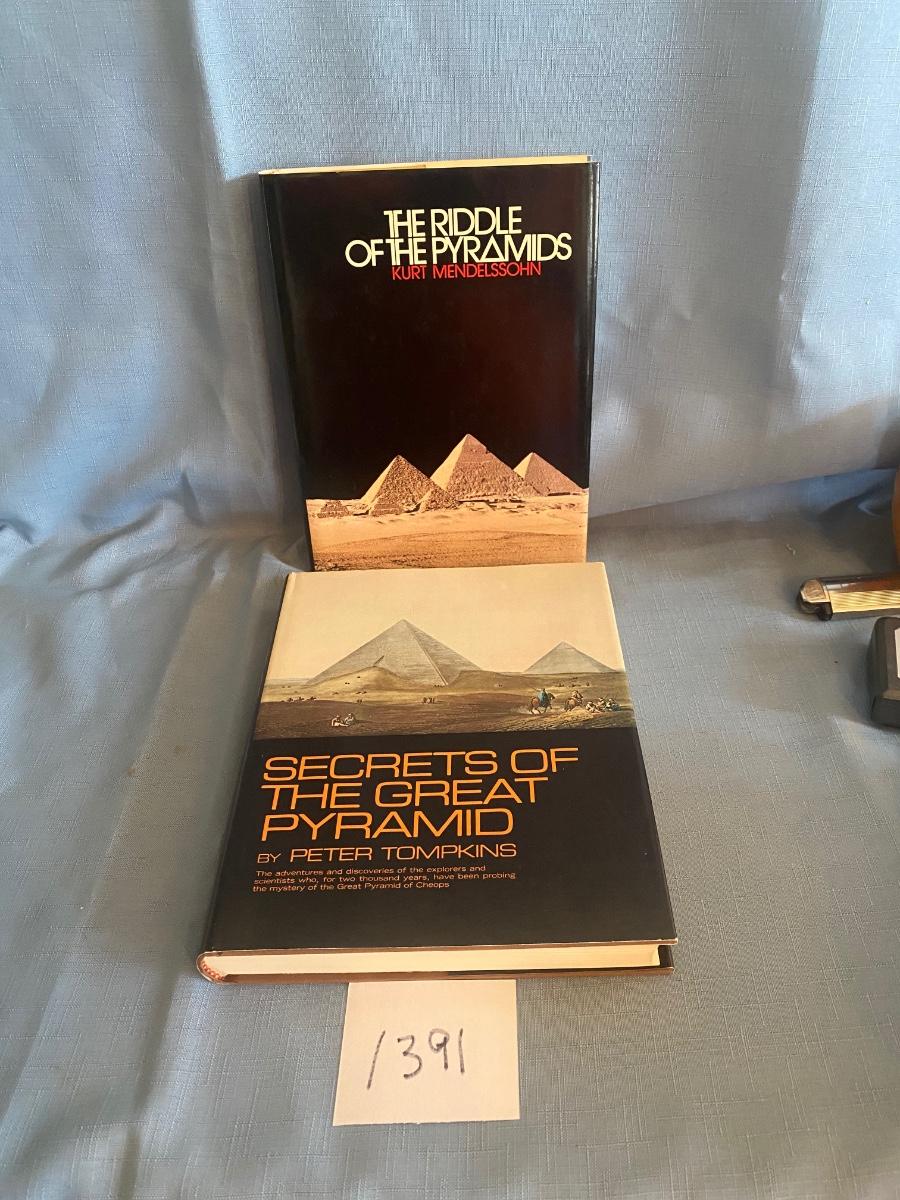 THE RIDDLE
OF THE PYRAMIDS
KURT MENDELSSOHN
SECRETS OF
THE GREAT
PYRAMID
BY PETER TOMPKINS
The adventures and discoveries of the explorers and
scientists who, for two thousand years, have been probing
the mystery of the Great Pyramid of Cheops
1391